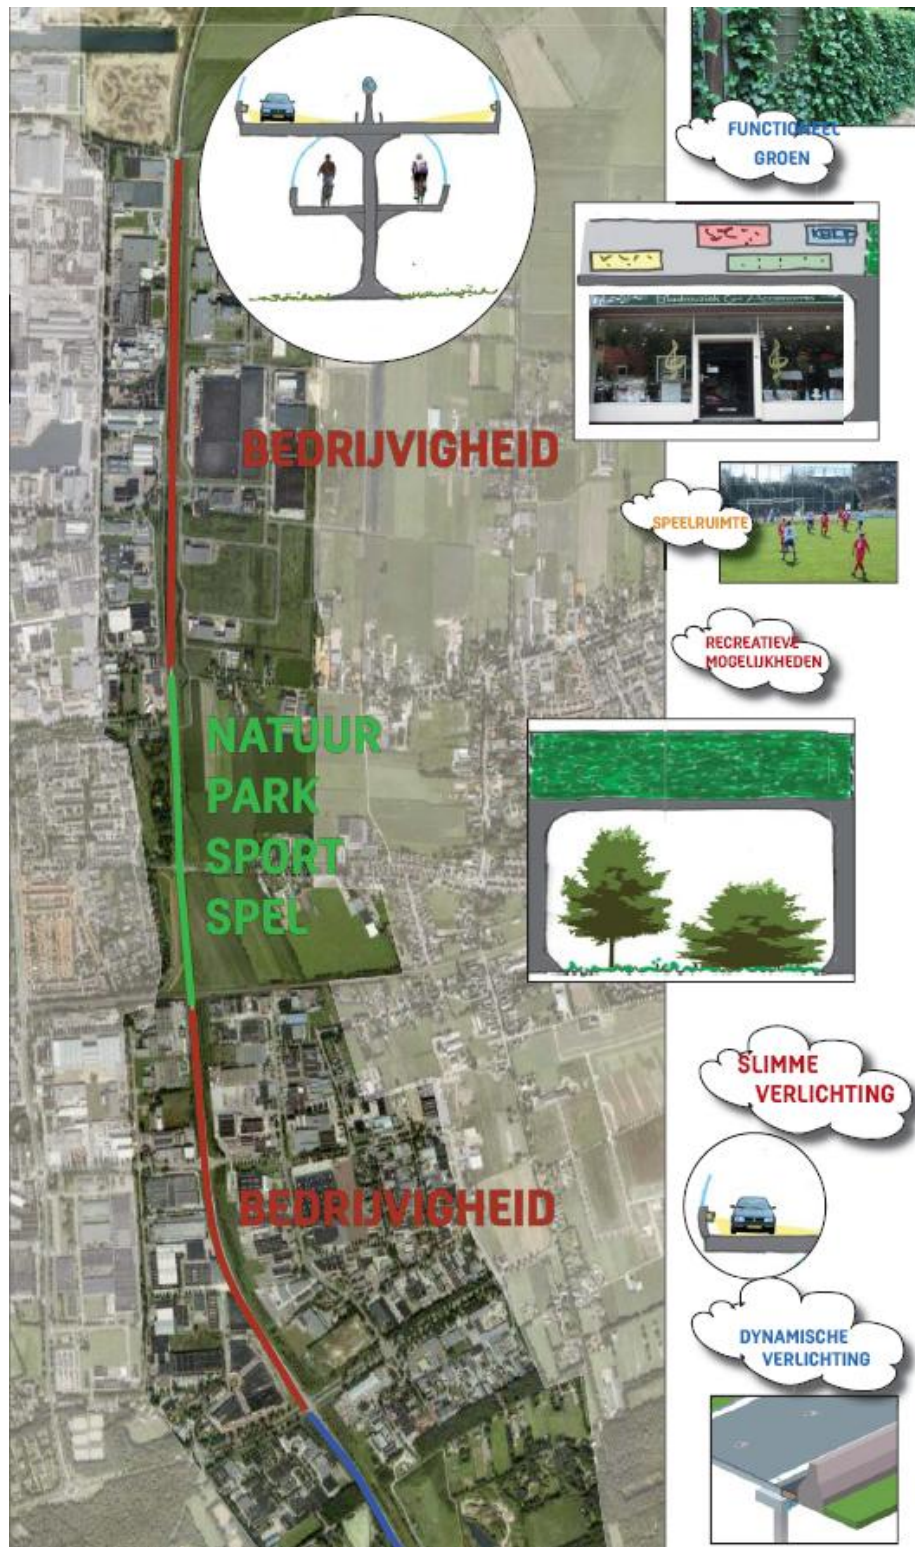 FUNCTIONEEL
GROEN
BEDRIJVIGHEID
SPEELRUIMTE
RECREATIEVE
MOGELIJKHEDEN
NATUUR
PARK
SPORT
SPEL
SLIMME
VERLICHTING
BEDRIJVIGHEID
DYNAMISCHE
VERLICHTING